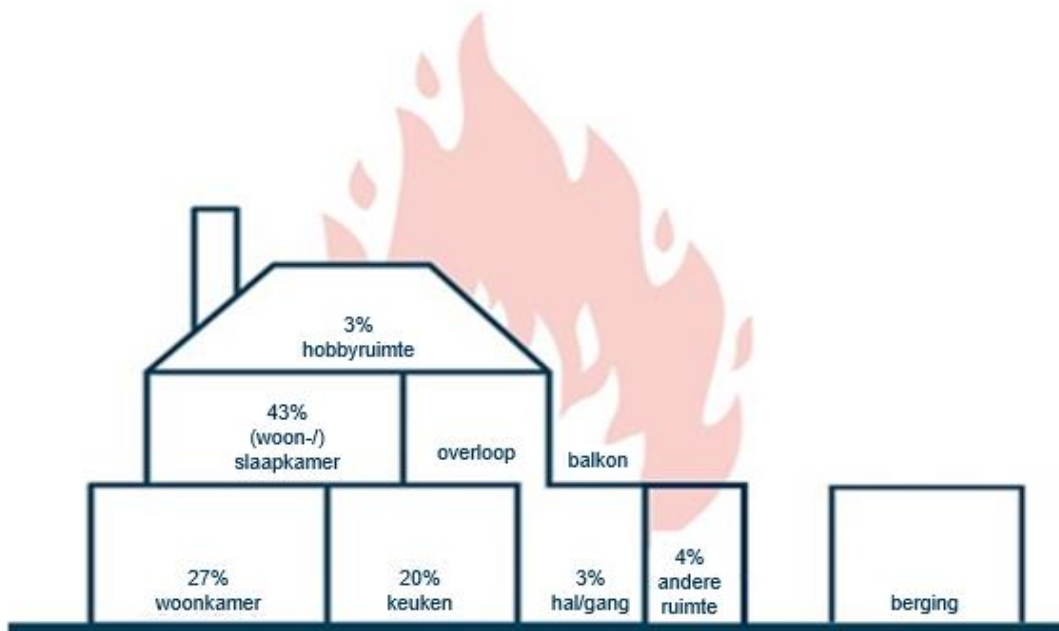 3%
hobbyruimte
43%
(woon-/)
slaapkamer
overloop
balkon
27%
woonkamer
20%
keuken
3%
hal/gang
4%
andere
ruimte
berging